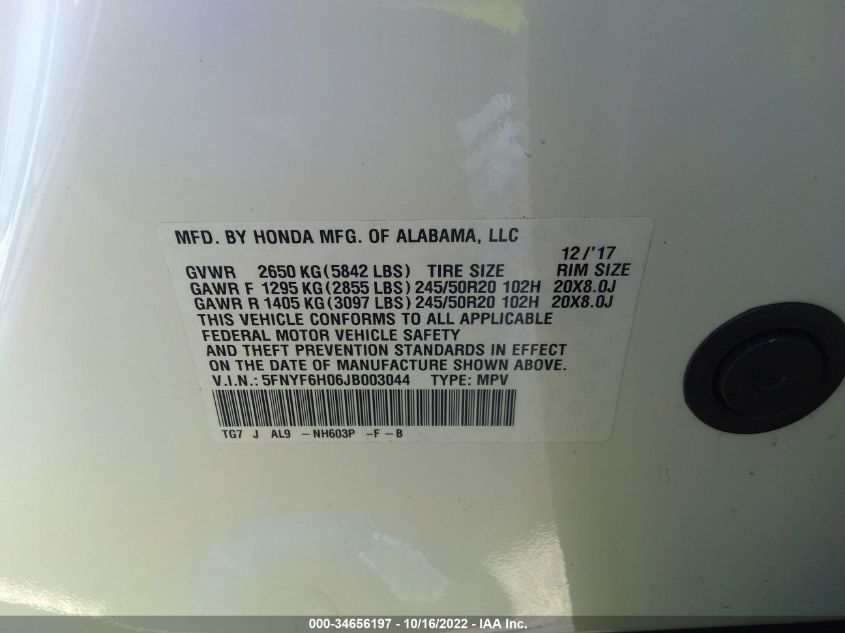 MFD. BY HONDA MFG. OF ALABAMA, LLC
12/'17
GVWR 2650 KG(5842 LBS) TIRE SIZE RIM SIZE
GAWR F 1295 KG(2855 LBS) 245/50R20 102H 20X8.0J
GAWR R 1405 KG(3097 LBS) 245/50R20 102H 20X8.0J
THIS VEHICLE CONFORMS TO ALL APPLICABLE
FEDERAL MOTOR VEHICLE SAFETY
AND THEFT PREVENTION STANDARDS IN EFFECT
ON THE DATE OF MANUFACTURE SHOWN ABOVE.
V.I.N.: 5FNYF6H06JB003044 TYPE: MPV
TG7 J AL9 -NH603P -F-B
000-34656197 - 10/16/2022 - IAA Inc.